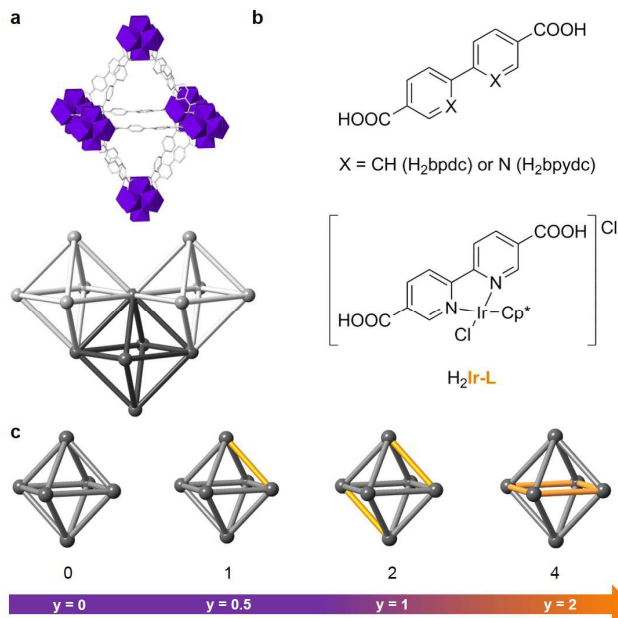 a
b
COOH
X
X
HOOC
X = CH (H₂bpdc) or N (H₂bpydc)
Cl
COOH
N
HOOC
N
Ir
Cp*
Cl
H₂Ir-L
c
0
1
2
4
y = 0
y = 0.5
y = 1
y = 2